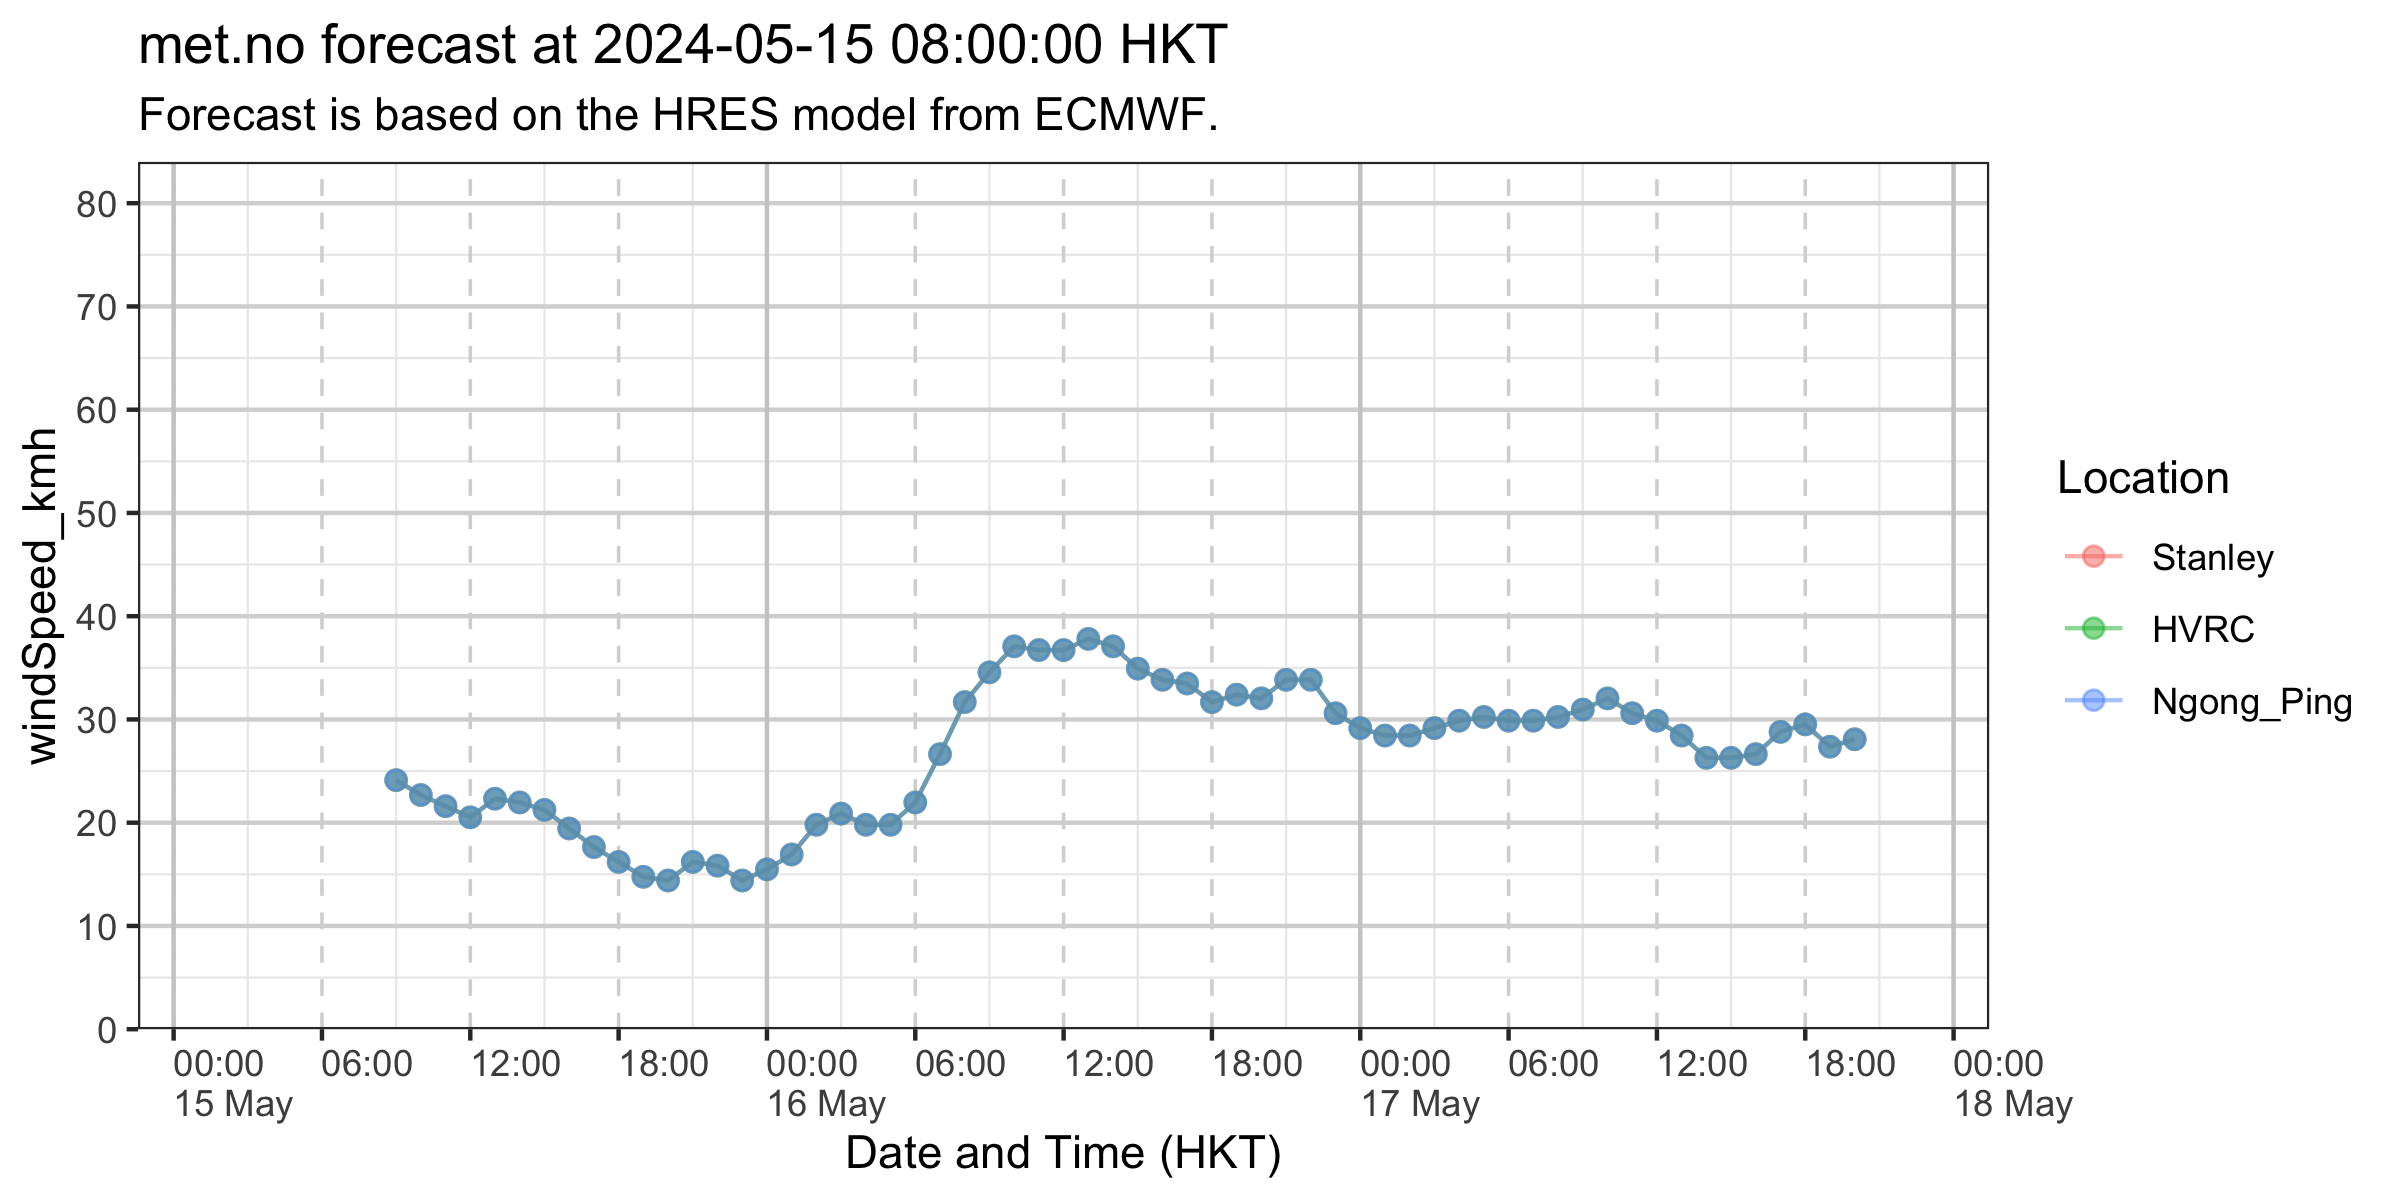 met.no forecast at 2024-05-15 08:00:00 HKT
Forecast is based on the HRES model from ECMWF.
windSpeed_kmh
80
70
60
50
40
30
20
10
0
00:00 06:00 12:00 18:00 00:00 06:00 12:00 18:00 00:00 06:00 12:00 18:00 00:00
15 May 16 May 17 May 18 May
Date and Time (HKT)
Location
Stanley
HVRC
Ngong_Ping